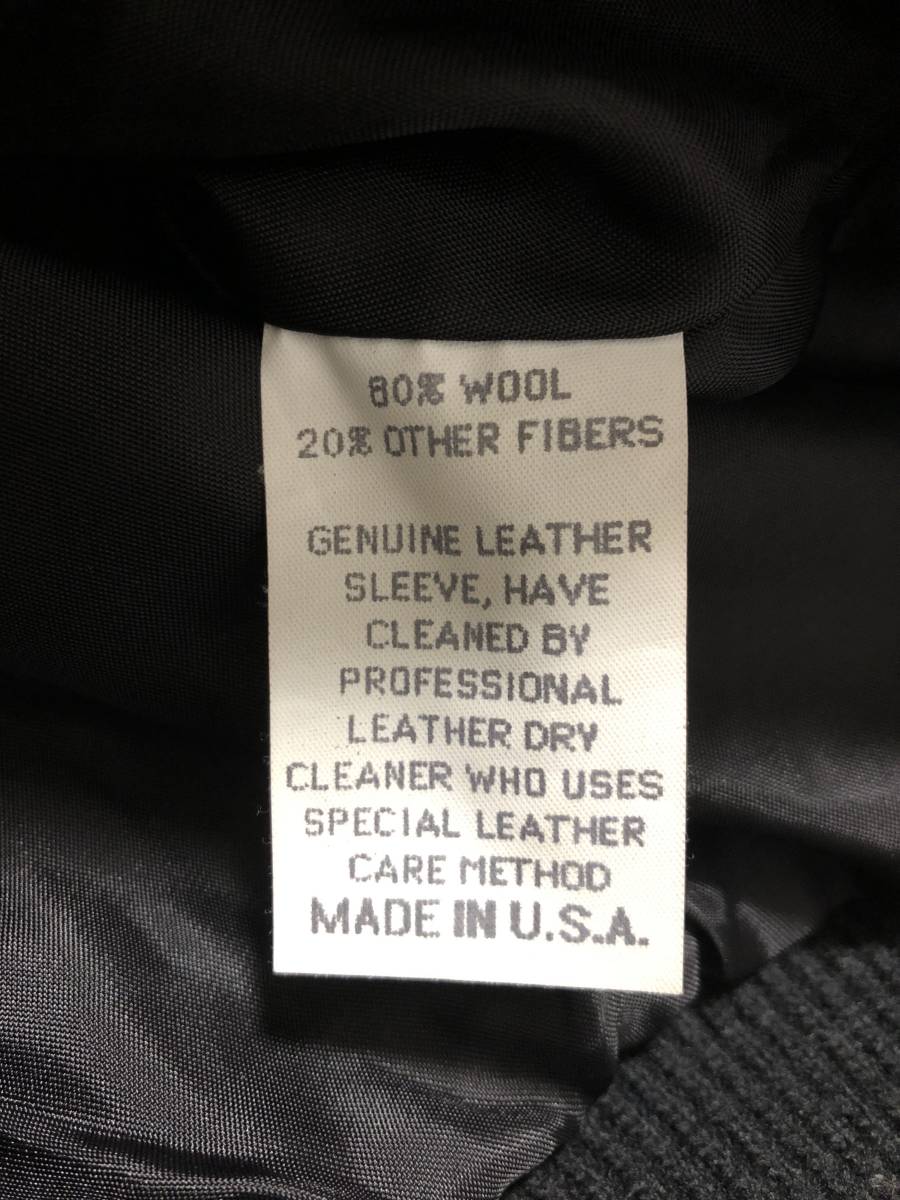 80% WOOL
20% OTHER FIBERS
GENUINE LEATHER
SLEEVE, HAVE
CLEANED BY
PROFESSIONAL
LEATHER DRY
CLEANER WHO USES
SPECIAL LEATHER
CARE METHOD
MADE IN U.S.A.